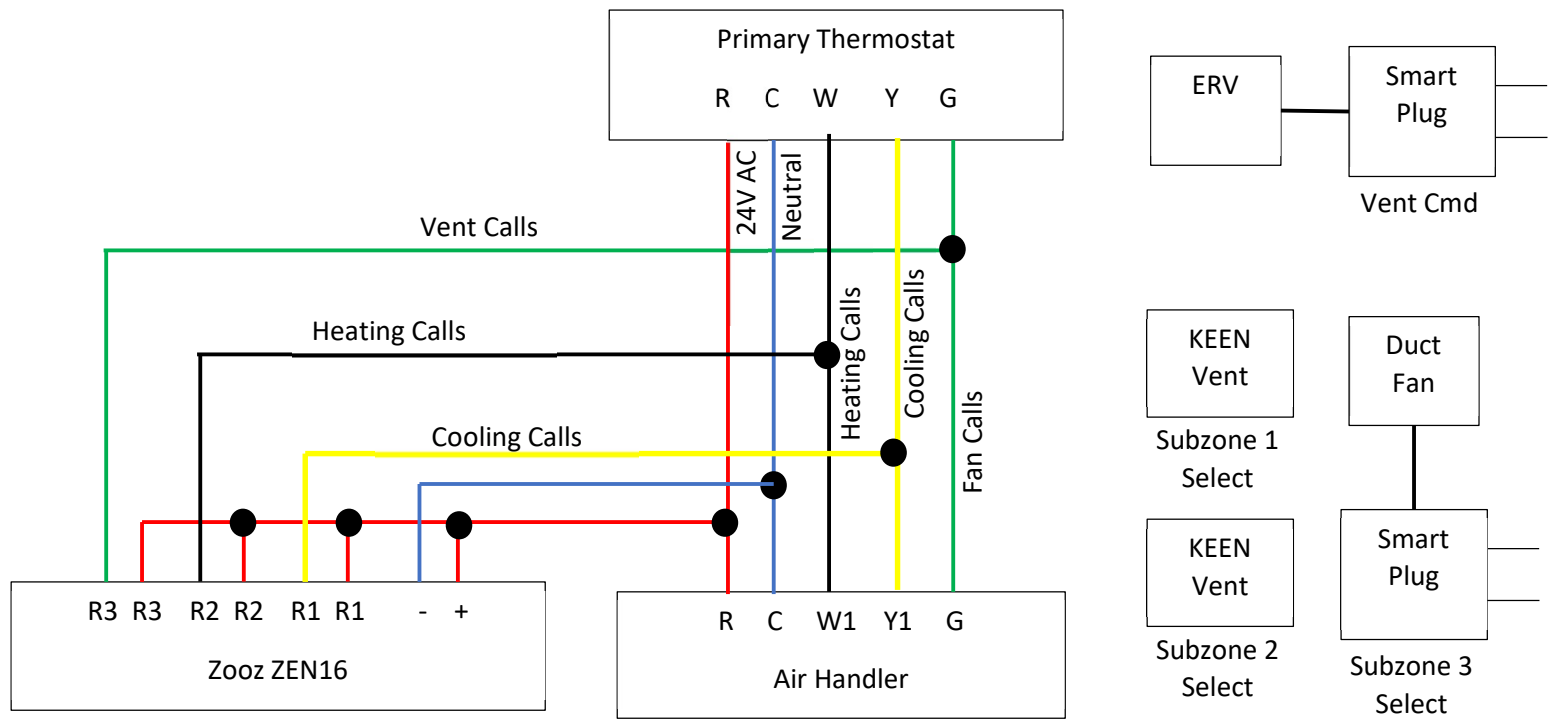 Primary Thermostat
R C W Y G
24V AC
Neutral
Vent Calls
Heating Calls
Cooling Calls
Heating Calls
Cooling Calls
Fan Calls
R3 R3 R2 R2 R1 R1 - +
Zooz ZEN16
R C W1 Y1 G
Air Handler
ERV
Smart
Plug
Vent Cmd
KEEN
Vent
Subzone 1
Select
Duct
Fan
KEEN
Vent
Subzone 2
Select
Smart
Plug
Subzone 3
Select